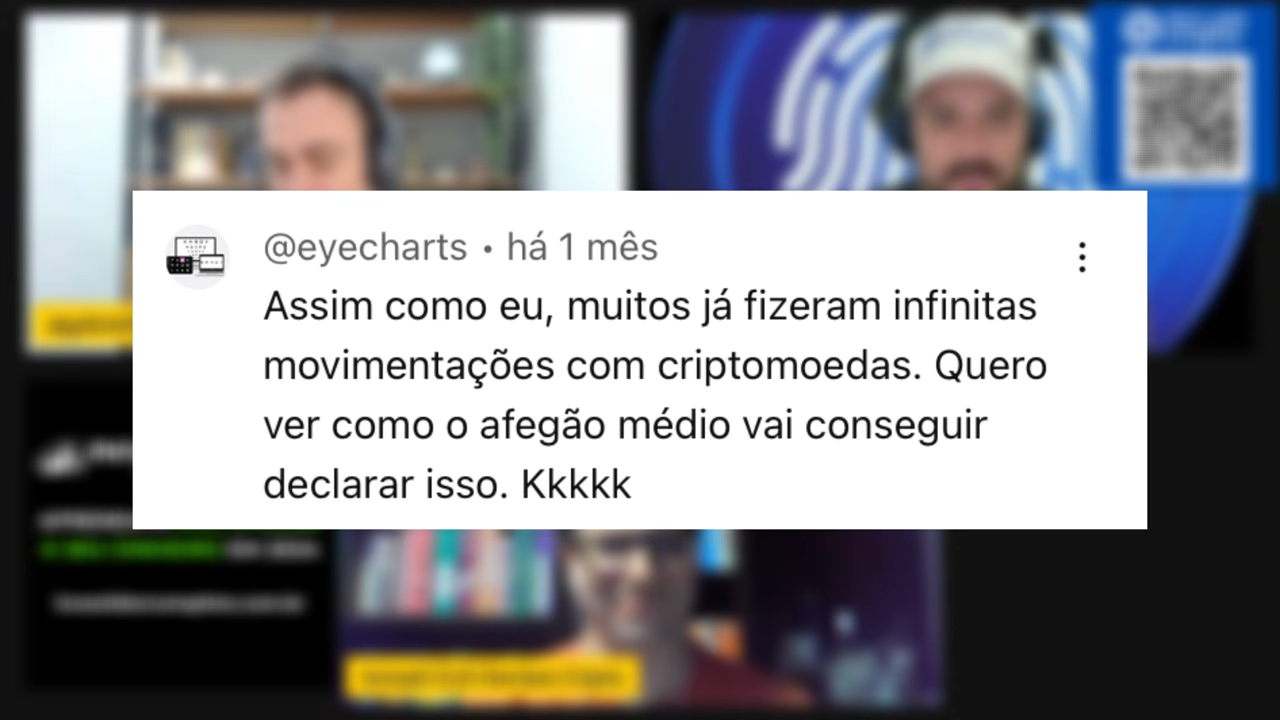 @eyecharts • há 1 mês
Assim como eu, muitos já fizeram infinitas
movimentações com criptomoedas. Quero
ver como o afegão médio vai conseguir
declarar isso. Kkkkk